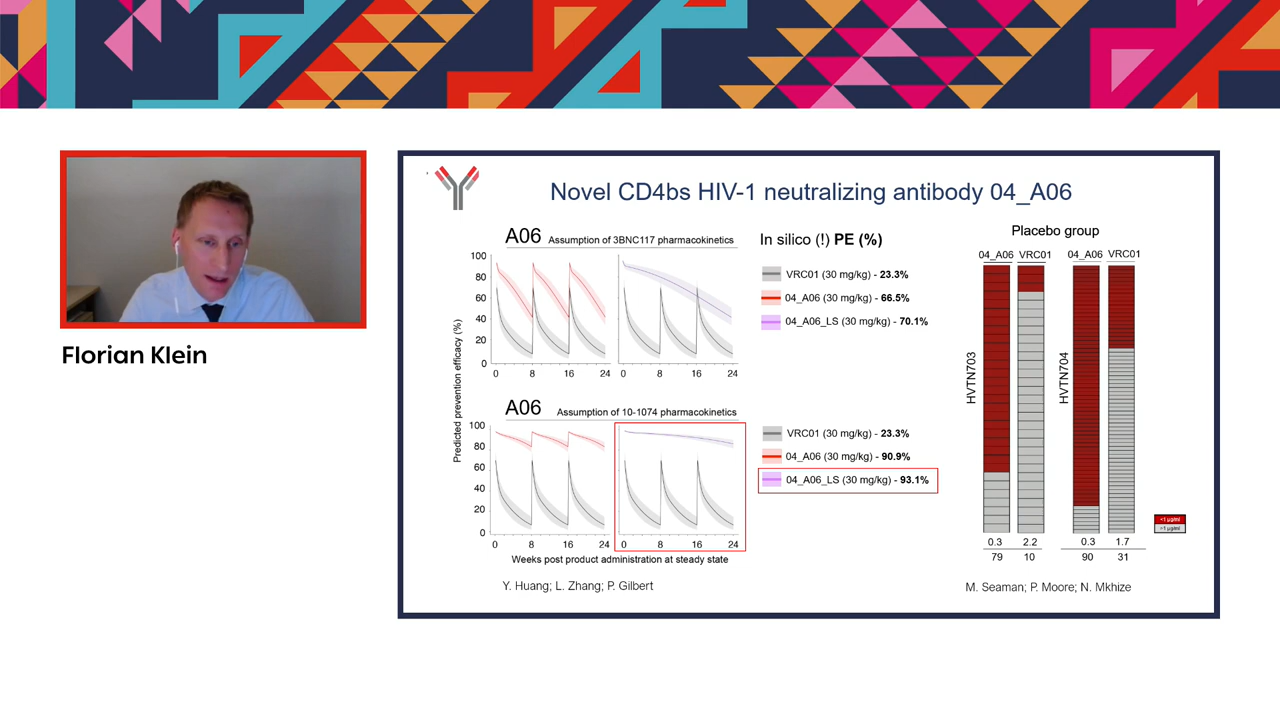 Florian Klein
Novel CD4bs HIV-1 neutralizing antibody 04_A06
A06 Assumption of 3BNC117 pharmacokinetics
Predicted prevention efficacy (%)
100
80
60
40
20
0
0 8 16 24
0 8 16 24
A06 Assumption of 10-1074 pharmacokinetics
100
80
60
40
20
0
0 8 16 24
0 8 16 24
Weeks post product administration at steady state
Y. Huang; L. Zhang; P. Gilbert
In silico (!) PE (%)
VRC01 (30 mg/kg) - 23.3%
04_A06 (30 mg/kg) - 66.5%
04_A06_LS (30 mg/kg) - 70.1%
VRC01 (30 mg/kg) - 23.3%
04_A06 (30 mg/kg) - 90.9%
04_A06_LS (30 mg/kg) - 93.1%
Placebo group
04_A06 VRC01 04_A06 VRC01
HVTN703
HVTN704
0.3 2.2 0.3 1.7
79 10 90 31
<1 µg/ml
M. Seaman; P. Moore; N. Mkhize